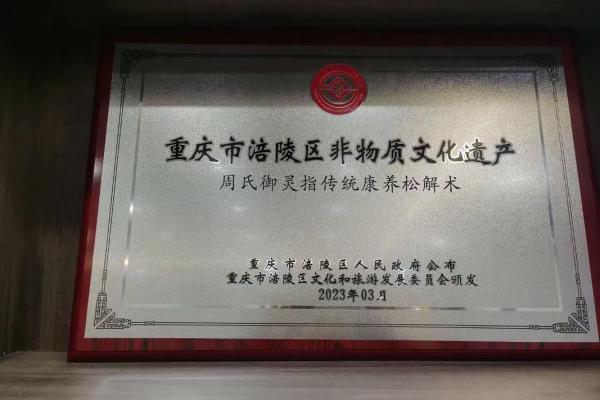 重庆市涪陵区非物质文化遗产
周氏御灵指传统康养松解术
重庆市涪陵区人民政府公布
重庆市涪陵区文化和旅游发展委员会颁发
2023年03月